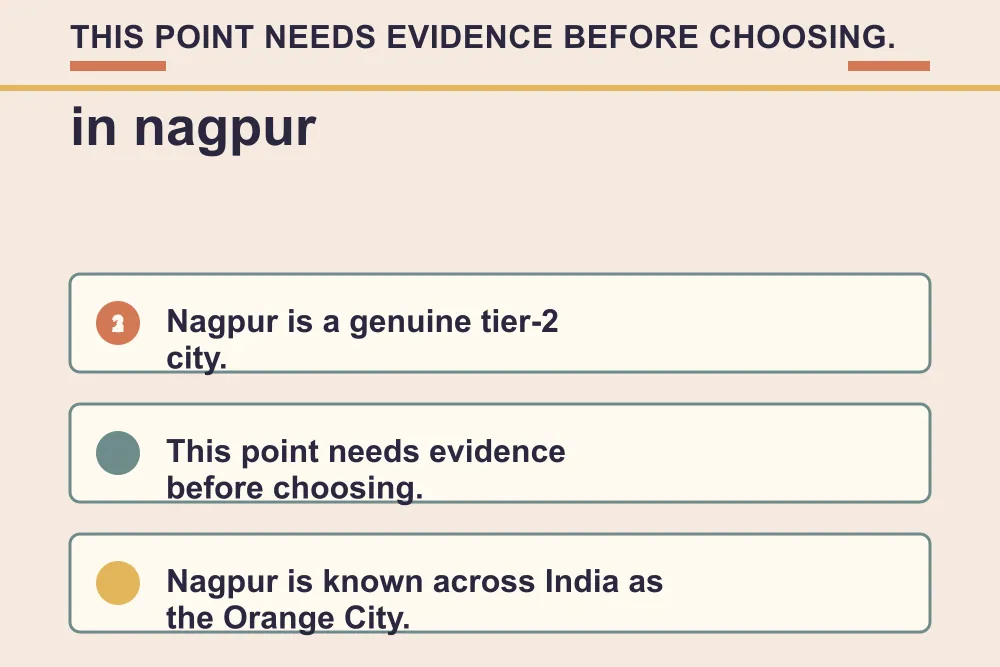 THIS POINT NEEDS EVIDENCE BEFORE CHOOSING.
in nagpur
Nagpur is a genuine tier-2
city.
This point needs evidence
before choosing.
Nagpur is known across India as
the Orange City.